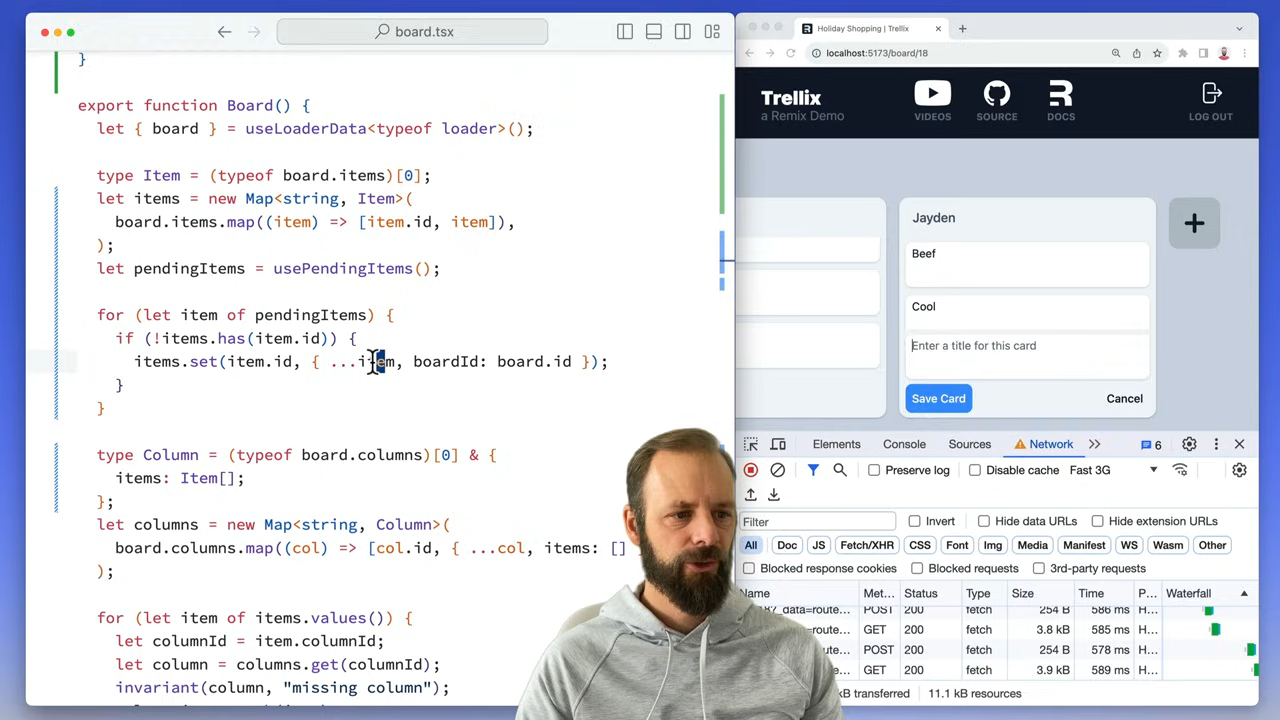 board.tsx
}
export function Board() {
let { board } = useLoaderData<typeof loader>();
type Item = (typeof board.items)[0];
let items = new Map<string, Item>(
board.items.map((item) => [item.id, item]),
);
let pendingItems = usePendingItems();
for (let item of pendingItems) {
if (!items.has(item.id)) {
items.set(item.id, { ...item, boardId: board.id });
}
}
type Column = (typeof board.columns)[0] & {
items: Item[];
};
let columns = new Map<string, Column>(
board.columns.map((col) => [col.id, { ...col, items: []
);
for (let item of items.values()) {
let columnId = item.columnId;
let column = columns.get(columnId);
invariant(column, "missing column");
Holiday Shopping | Trellix
localhost:5173/board/18
Trellix
a Remix Demo
VIDEOS
SOURCE
DOCS
LOG OUT
Jayden
Beef
Cool
Enter a title for this card
Save Card
Cancel
Elements
Console
Sources
Network
6
Preserve log
Disable cache
Fast 3G
Filter
Invert
Hide data URLs
Hide extension URLs
All
Doc
JS
Fetch/XHR
CSS
Font
Img
Media
Manifest
WS
Wasm
Other
Blocked response cookies
Blocked requests
3rd-party requests
Name
Met...
Status
Type
Size
Time
P...
Waterfall
POST 200 fetch 254 B 586 ms H...
GET 200 fetch 3.8 kB 585 ms H...
POST 200 fetch 254 B 578 ms H...
GET 200 fetch 3.9 kB 589 ms H...
kB transferred
11.1 kB resources